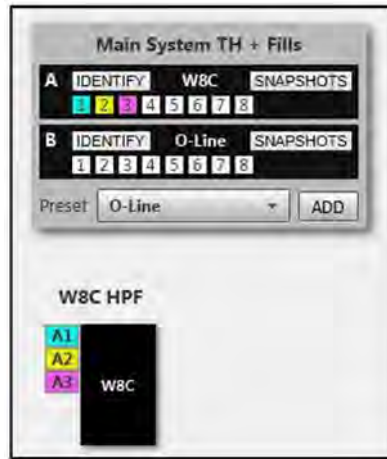 Main System TH + Fills
A IDENTIFY W8C SNAPSHOTS
1 2 3 4 5 6 7 8
B IDENTIFY O-Line SNAPSHOTS
1 2 3 4 5 6 7 8
Preset O-Line ADD
W8C HPF
A1
A2
A3 W8C